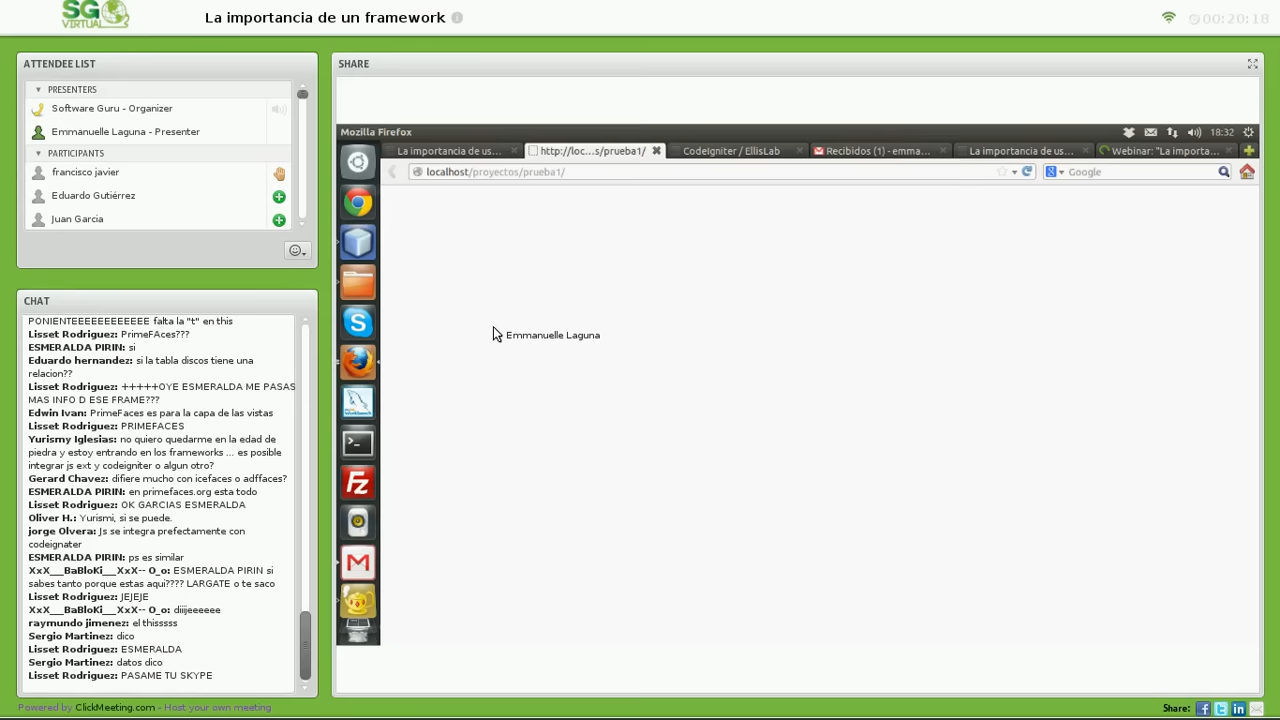 SG
VIRTUAL
La importancia de un framework
00:20:18
ATTENDEE LIST
PRESENTERS
Software Guru - Organizer
Emmanuelle Laguna - Presenter
PARTICIPANTS
francisco javier
Eduardo Gutiérrez
Juan Garcia
CHAT
PONIENTEEEEEEEEEEEE falta la "t" en this
Lisset Rodriguez: PrimeFAces???
ESMERALDA PIRIN: si
Eduardo hernandez: si la tabla discos tiene una
relacion??
Lisset Rodriguez: +++++OYE ESMERALDA ME PASAS
MAS INFO D ESE FRAME???
Edwin Ivan: PrimeFaces es para la capa de las vistas
Lisset Rodriguez: PRIMEFACES
Yurismy Iglesias: no quiero quedarme en la edad de
piedra y estoy entrando en los frameworks ... es posible
integrar js ext y codeigniter o algun otro?
Gerard Chavez: difiere mucho con icefaces o adffaces?
ESMERALDA PIRIN: en primefaces.org esta todo
Lisset Rodriguez: OK GARCIAS ESMERALDA
Oliver H.: Yurismi, si se puede.
jorge Olvera: Js se integra prefectamente con
codeignater
ESMERALDA PIRIN: ps es similar
XxX___BaBloKi___XxX-- O_o: ESMERALDA PIRIN si
sabes tanto porque estas aqui???? LARGATE o te saco
Lisset Rodriguez: JEJEJE
XxX___BaBloKi___XxX-- O_o: diijeeeeee
raymundo jimenez: el thisssss
Sergio Martinez: dico
Lisset Rodriguez: ESMERALDA
Sergio Martinez: datos dico
Lisset Rodriguez: PASAME TU SKYPE
SHARE
Mozilla Firefox
18:32
La importancia de us...
http://loc...s/prueba1/
CodeIgniter / EllisLab
Recibidos (1) - emma...
La importancia de us...
Webinar: "La importa...
localhost/proyectos/prueba1/
Google
Emmanuelle Laguna
Powered by ClickMeeting.com - Host your own meeting
Share: